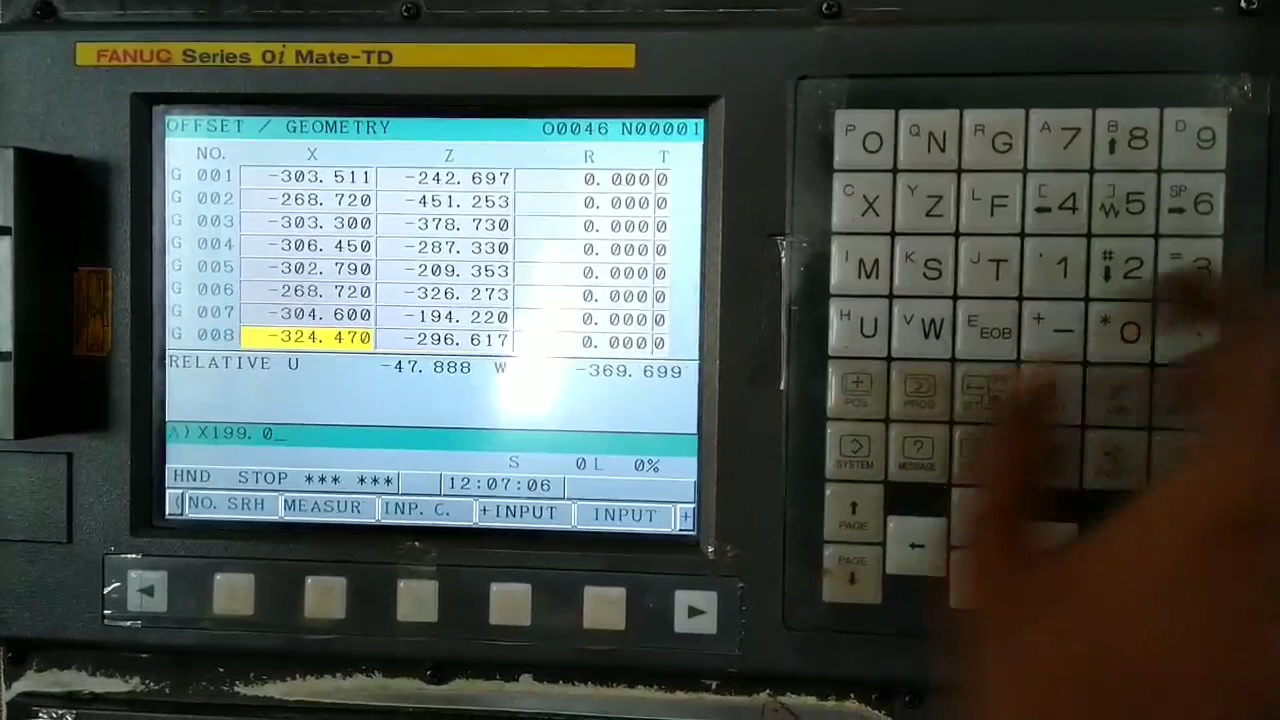 FANUC Series 0i Mate-TD
OFFSET / GEOMETRY O0046 N00001
NO. X Z R T
G 001 -303.511 -242.697 0.000 0
G 002 -268.720 -451.253 0.000 0
G 003 -303.300 -378.730 0.000 0
G 004 -306.450 -287.330 0.000 0
G 005 -302.790 -209.353 0.000 0
G 006 -268.720 -326.273 0.000 0
G 007 -304.600 -194.220 0.000 0
G 008 -324.470 -296.617 0.000 0
RELATIVE U -47.888 W -369.699
A) X199.0_
S 0 L 0%
HND STOP *** *** 12:07:06
( NO. SRH MEASUR INP. C. +INPUT INPUT +
P O Q N R G A 7 B 8 D 9
C X Y Z L F [ 4 ] 5 SP 6
I M K S J T , 1 # 2 = 3
H U V W E EOB + - * 0 .
POS PROG
SYSTEM MESSAGE
PAGE
PAGE